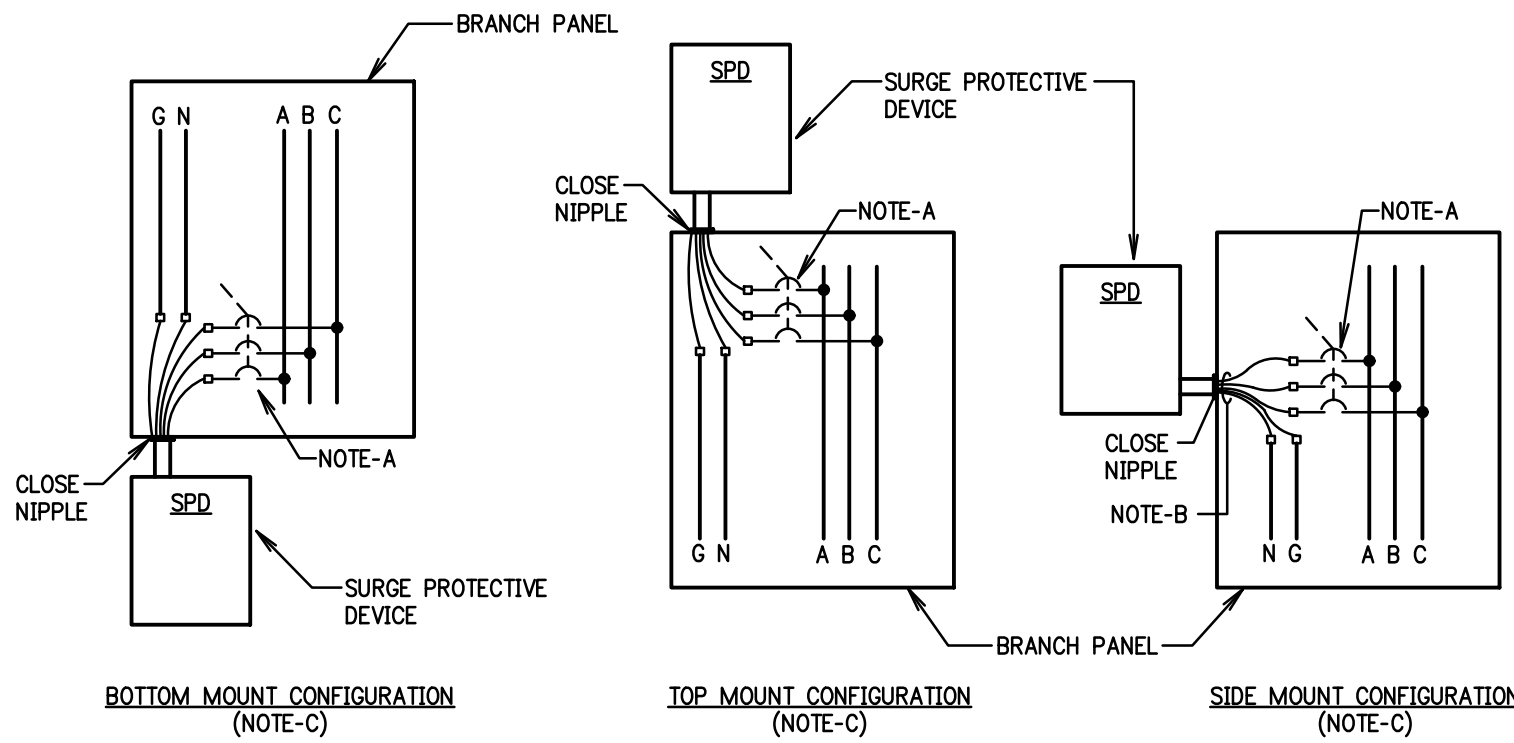 BRANCH PANEL
G N A B C
NOTE-A
CLOSE
NIPPLE
SPD
SURGE PROTECTIVE
DEVICE
BOTTOM MOUNT CONFIGURATION
(NOTE-C)
SPD
SURGE PROTECTIVE
DEVICE
CLOSE
NIPPLE
NOTE-A
G N A B C
BRANCH PANEL
TOP MOUNT CONFIGURATION
(NOTE-C)
NOTE-A
SPD
CLOSE
NIPPLE
NOTE-B
N G A B C
SIDE MOUNT CONFIGURATION
(NOTE-C)